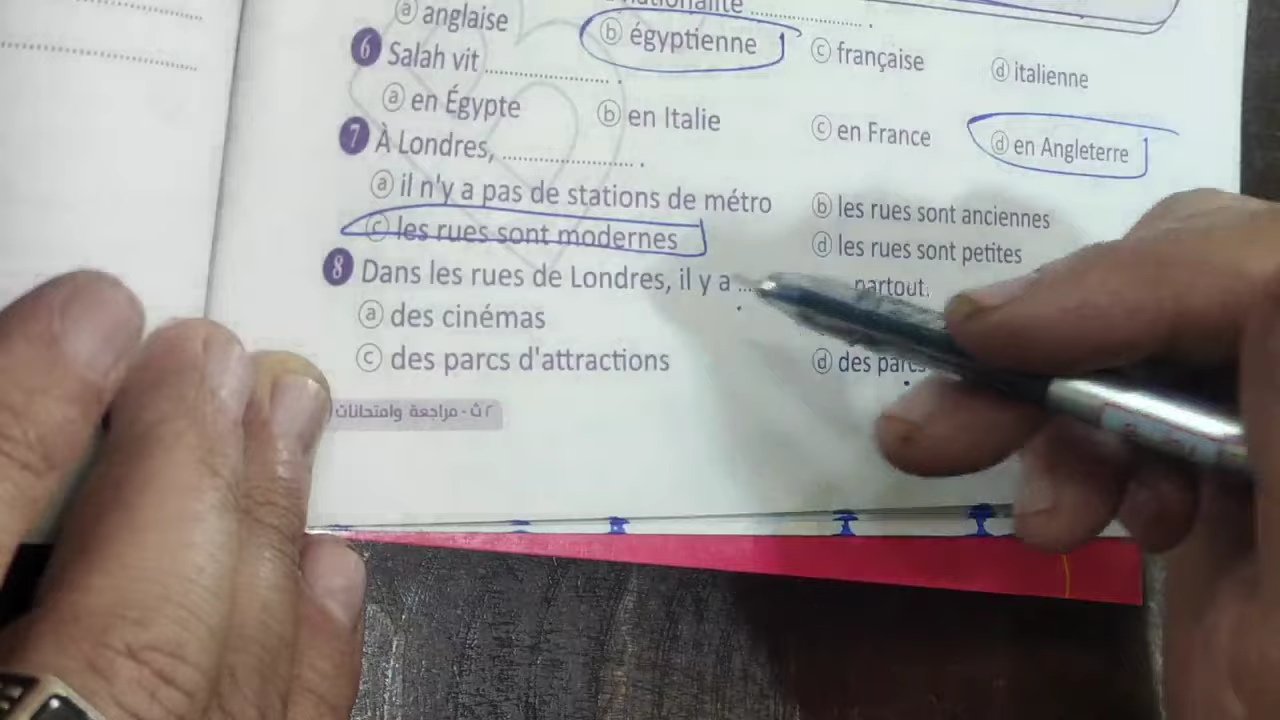 ⓐ anglaise ⓑ égyptienne ⓒ française ⓓ italienne
6 Salah vit .................... .
ⓐ en Égypte ⓑ en Italie ⓒ en France ⓓ en Angleterre
7 À Londres, .................... .
ⓐ il n'y a pas de stations de métro ⓑ les rues sont anciennes
ⓒ les rues sont modernes ⓓ les rues sont petites
8 Dans les rues de Londres, il y a ... partout.
ⓐ des cinémas
ⓒ des parcs d'attractions ⓓ des parcs
٢ث - مراجعة وامتحانات